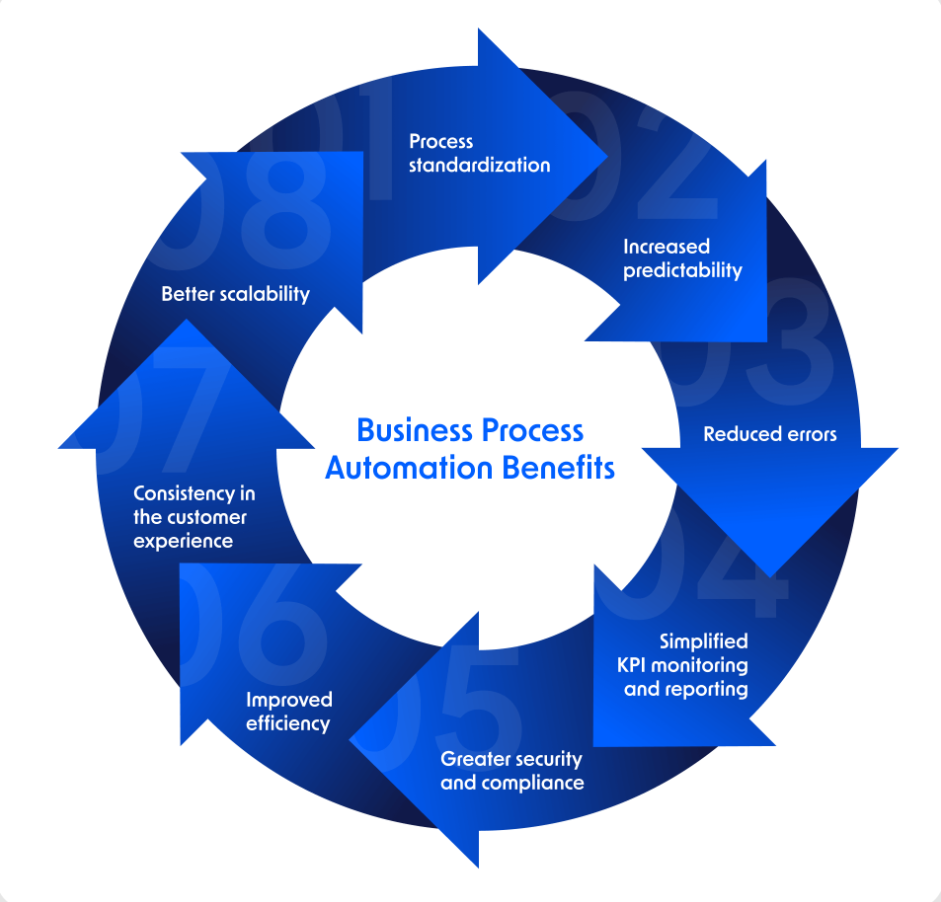 01
Process
standardization
02
Increased
predictability
03
Reduced errors
04
Simplified
KPI monitoring
and reporting
05
Greater security
and compliance
06
Improved
efficiency
07
Consistency in
the customer
experience
08
Better scalability
Business Process
Automation Benefits